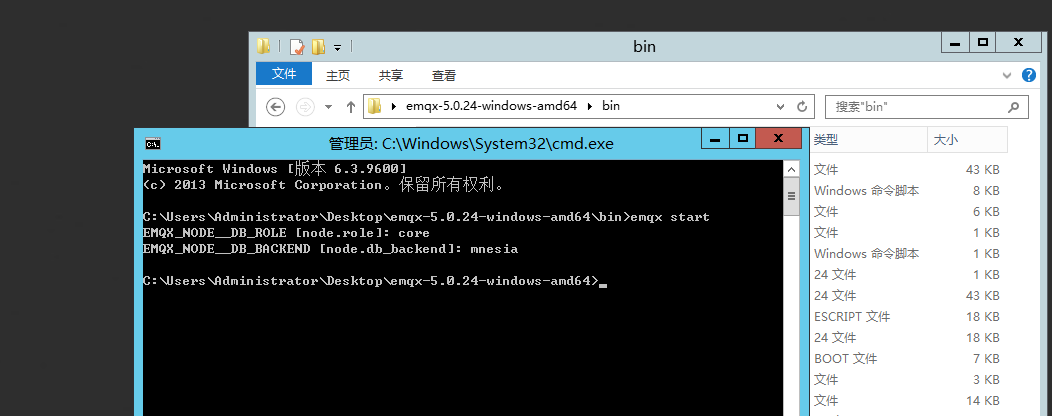 bin
文件
主页
共享
查看
emqx-5.0.24-windows-amd64
bin
搜索"bin"
管理员: C:\Windows\System32\cmd.exe
Microsoft Windows [版本 6.3.9600]
(c) 2013 Microsoft Corporation。保留所有权利。
C:\Users\Administrator\Desktop\emqx-5.0.24-windows-amd64\bin>emqx start
EMQX_NODE__DB_ROLE [node.role]: core
EMQX_NODE__DB_BACKEND [node.db_backend]: mnesia
C:\Users\Administrator\Desktop\emqx-5.0.24-windows-amd64>
类型 大小
文件 43 KB
Windows 命令脚本 8 KB
文件 6 KB
文件 1 KB
Windows 命令脚本 1 KB
24 文件 1 KB
24 文件 43 KB
ESCRIPT 文件 18 KB
24 文件 18 KB
BOOT 文件 7 KB
文件 3 KB
文件 14 KB